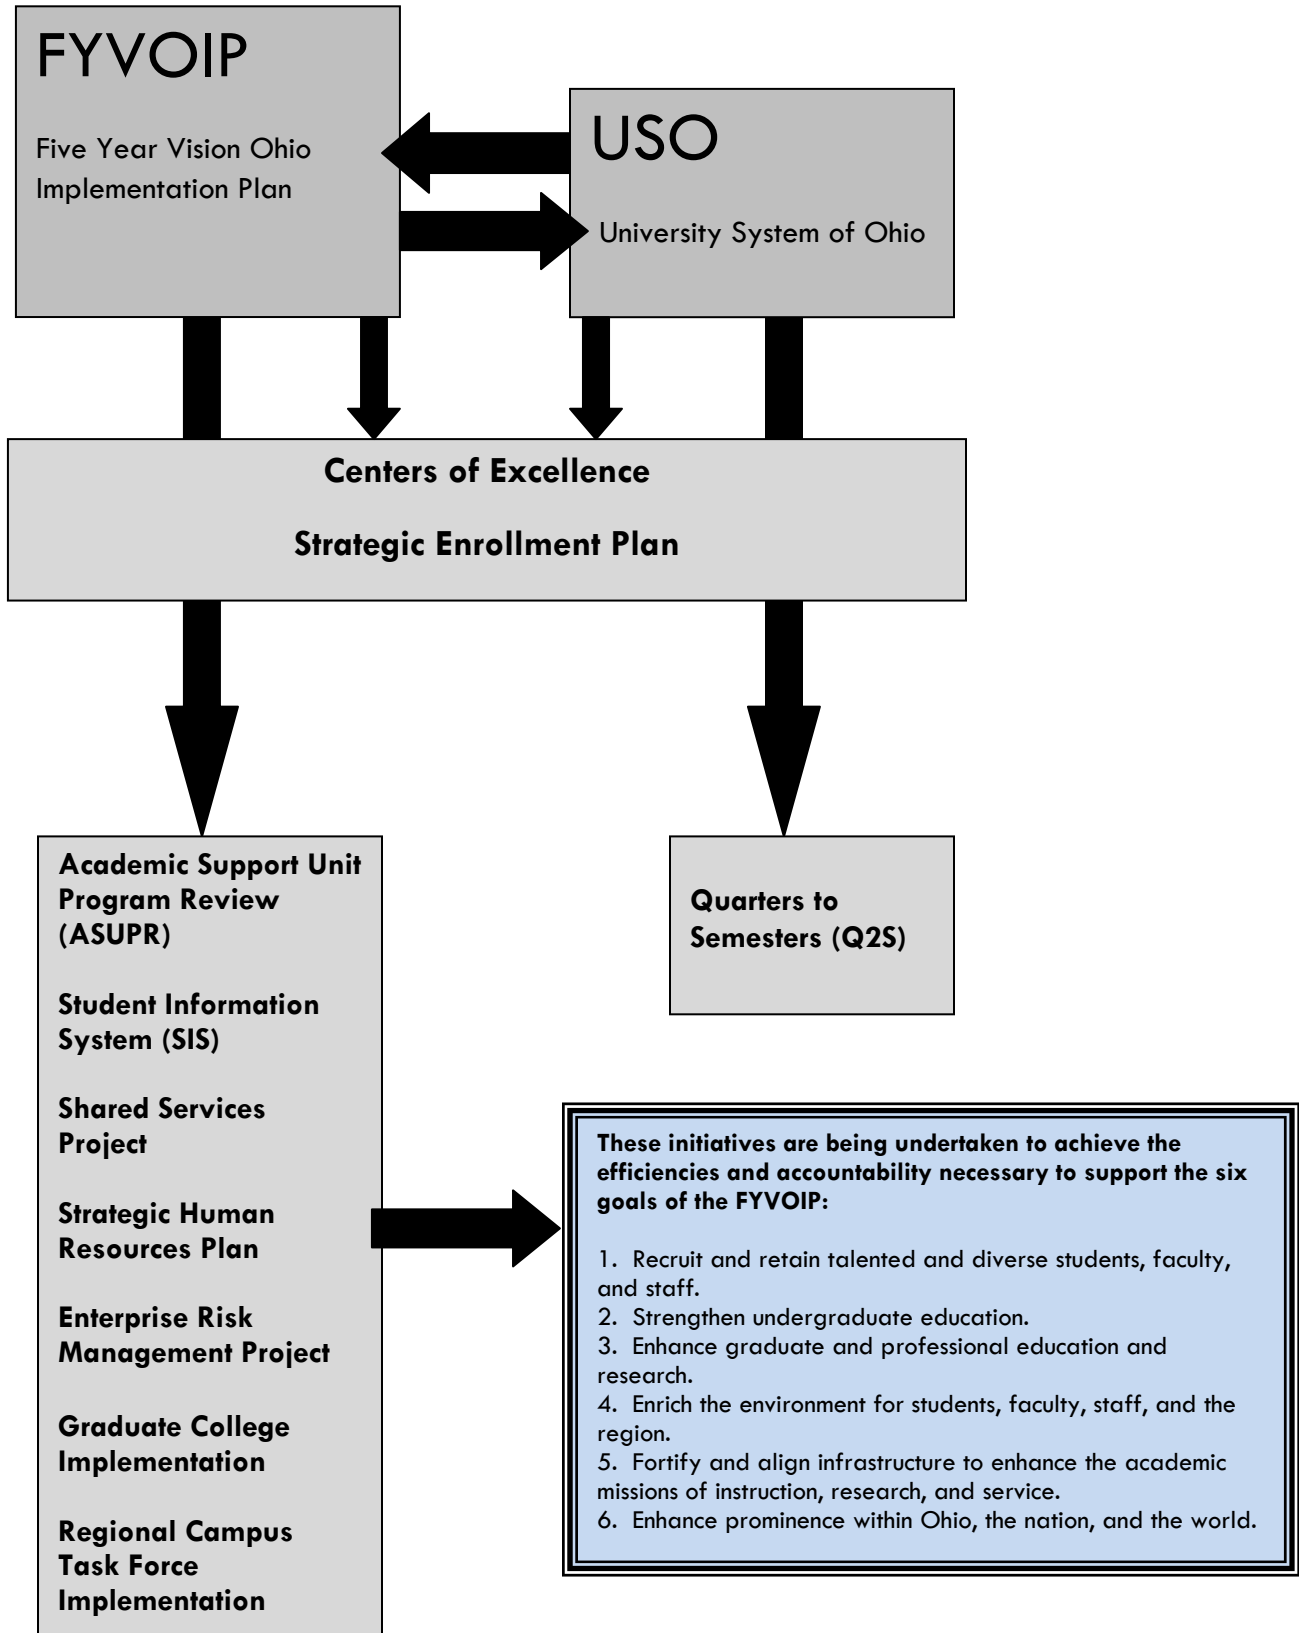 FYVOIP
Five Year Vision Ohio
Implementation Plan
USO
University System of Ohio
Centers of Excellence
Strategic Enrollment Plan
Academic Support Unit
Program Review
(ASUPR)
Student Information
System (SIS)
Shared Services
Project
Strategic Human
Resources Plan
Enterprise Risk
Management Project
Graduate College
Implementation
Regional Campus
Task Force
Implementation
Quarters to
Semesters (Q2S)
These initiatives are being undertaken to achieve the
efficiencies and accountability necessary to support the six
goals of the FYVOIP:
1. Recruit and retain talented and diverse students, faculty,
and staff.
2. Strengthen undergraduate education.
3. Enhance graduate and professional education and
research.
4. Enrich the environment for students, faculty, staff, and the
region.
5. Fortify and align infrastructure to enhance the academic
missions of instruction, research, and service.
6. Enhance prominence within Ohio, the nation, and the world.